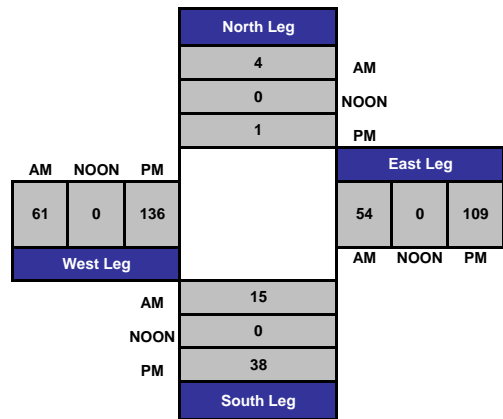 North Leg
4 AM
0 NOON
1 PM
AM NOON PM East Leg
61 0 136 54 0 109
West Leg AM NOON PM
AM 15
NOON 0
PM 38
South Leg